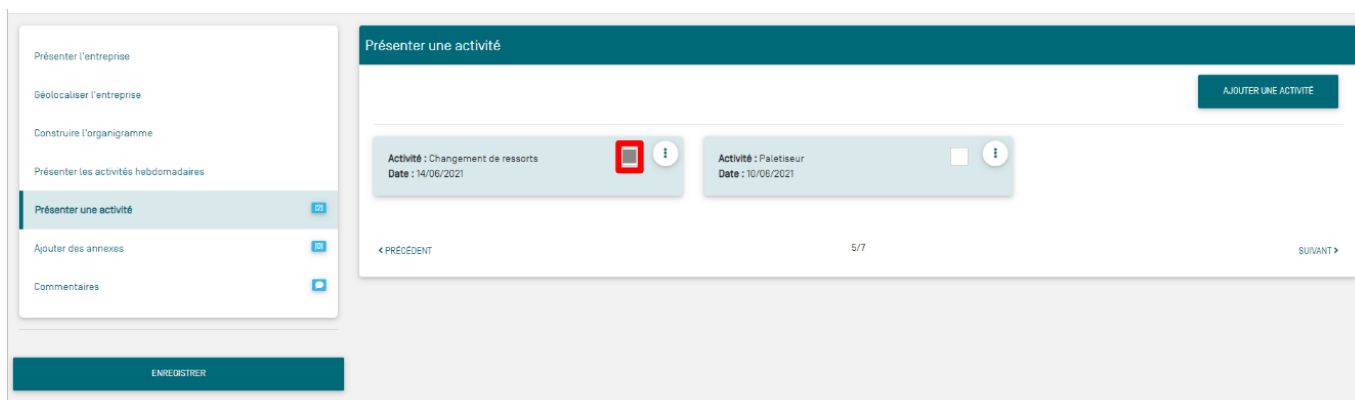 Présenter l'entreprise
Géolocaliser l'entreprise
Construire l'organigramme
Présenter les activités hebdomadaires
Présenter une activité
Ajouter des annexes
Commentaires
ENREGISTRER
Présenter une activité
AJOUTER UNE ACTIVITÉ
Activité : Changement de ressorts
Date : 14/06/2021
Activité : Paletiseur
Date : 10/06/2021
PRÉCÉDENT
5/7
SUIVANT